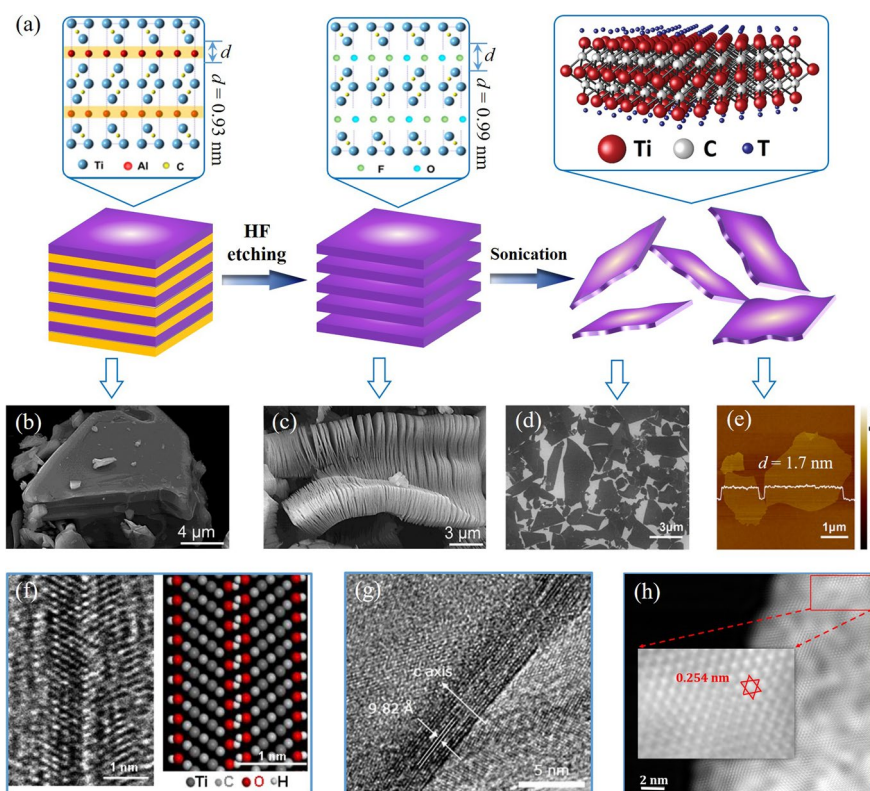 (a)
d
d = 0.93 nm
Ti Al C
d
d = 0.99 nm
F O
Ti C T
HF
etching
Sonication
(b)
4 μm
(c)
3 μm
(d)
3μm
(e)
d = 1.7 nm
1μm
(f)
1 nm
1 nm
Ti C O H
(g)
c axis
9.82 Å
5 nm
(h)
0.254 nm
2 nm